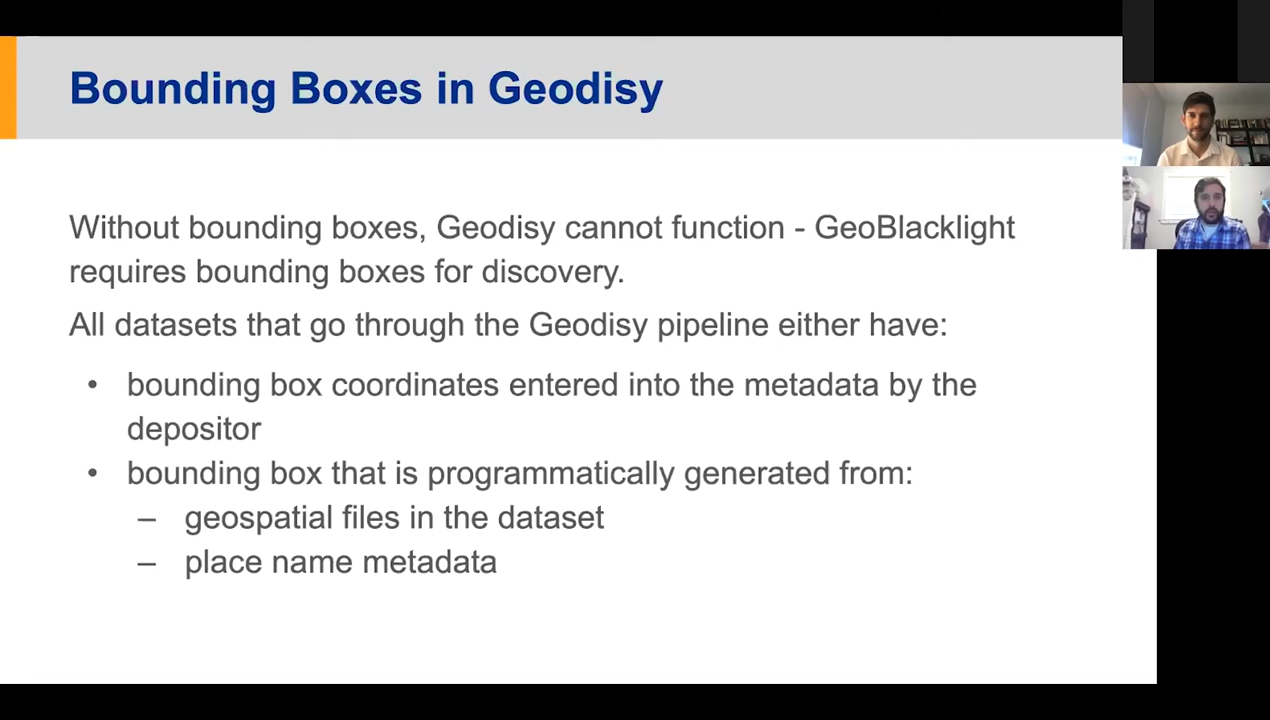 Bounding Boxes in Geodisy
Without bounding boxes, Geodisy cannot function - GeoBlacklight
requires bounding boxes for discovery.
All datasets that go through the Geodisy pipeline either have:
• bounding box coordinates entered into the metadata by the
depositor
• bounding box that is programmatically generated from:
– geospatial files in the dataset
– place name metadata